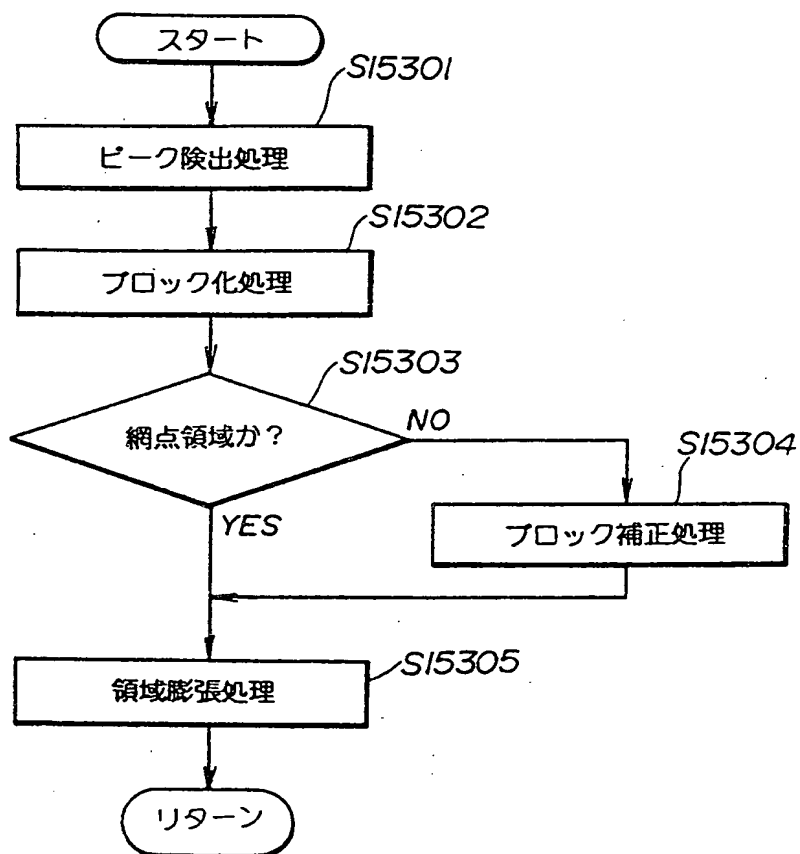 スタート
S15301
ピーク検出処理
S15302
ブロック化処理
S15303
網点領域か?
NO
S15304
YES
ブロック補正処理
S15305
領域膨張処理
リターン